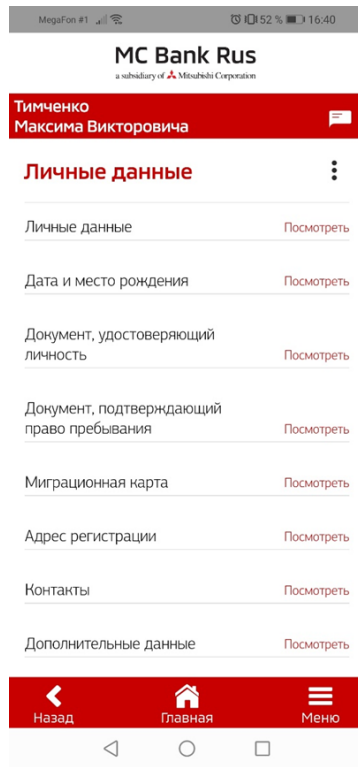 MegaFon #1 52 % 16:40
MC Bank Rus
a subsidiary of Mitsubishi Corporation
Тимченко
Максима Викторовича
Личные данные
Личные данные Посмотреть
Дата и место рождения Посмотреть
Документ, удостоверяющий
личность Посмотреть
Документ, подтверждающий
право пребывания Посмотреть
Миграционная карта Посмотреть
Адрес регистрации Посмотреть
Контакты Посмотреть
Дополнительные данные Посмотреть
Назад Главная Меню